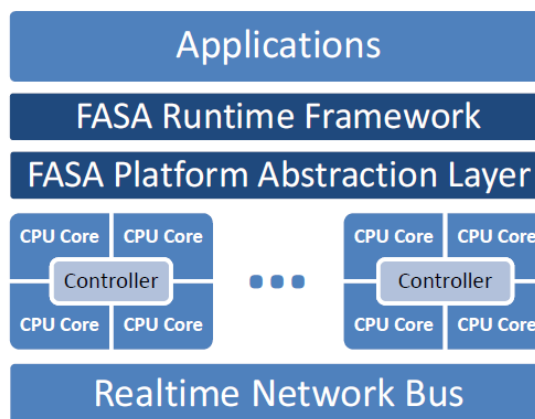 Applications
FASA Runtime Framework
FASA Platform Abstraction Layer
CPU Core CPU Core CPU Core CPU Core
Controller Controller
CPU Core CPU Core CPU Core CPU Core
Realtime Network Bus